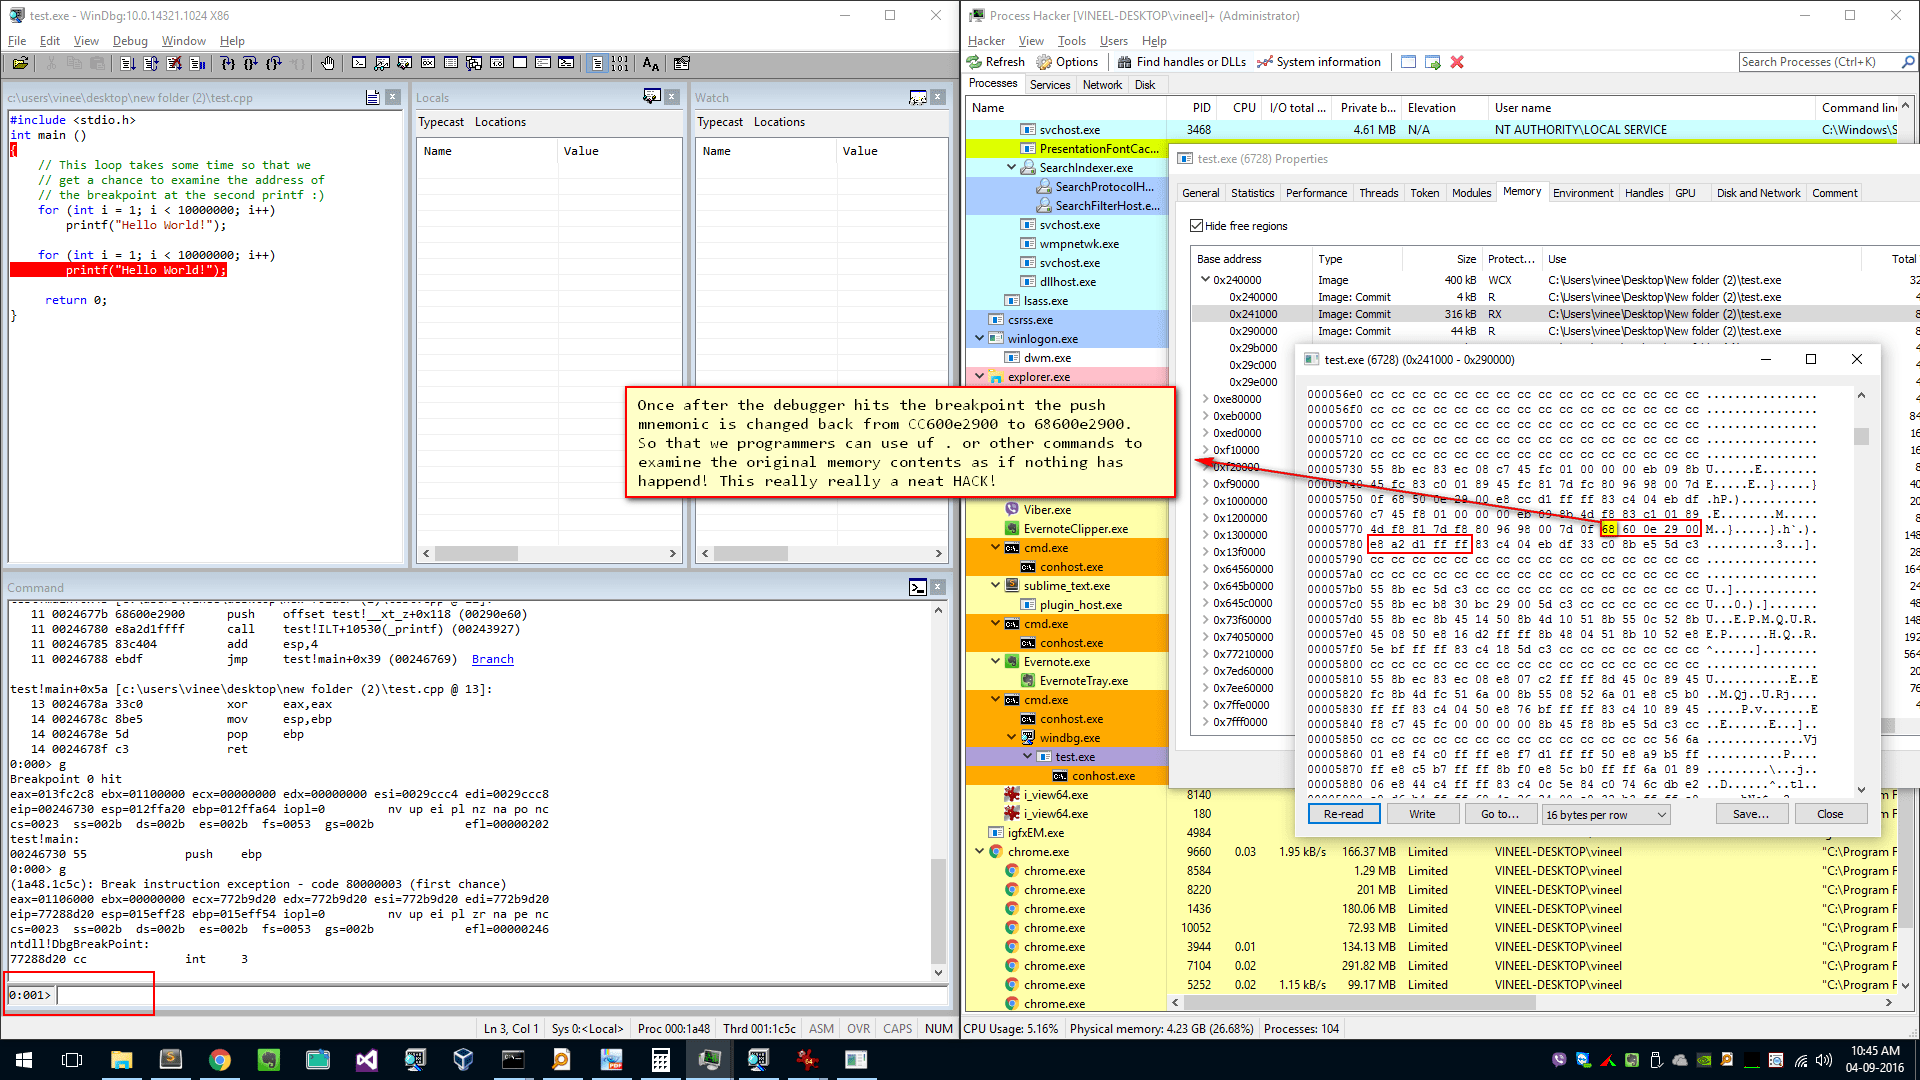 test.exe - WinDbg:10.0.14321.1024 X86
File Edit View Debug Window Help
c:\users\vinee\desktop\new folder (2)\test.cpp
#include <stdio.h>
int main ()
{
// This loop takes some time so that we
// get a chance to examine the address of
// the breakpoint at the second printf :)
for (int i = 1; i < 10000000; i++)
printf("Hello World!");
for (int i = 1; i < 10000000; i++)
printf("Hello World!");
return 0;
}
Locals
Typecast Locations
Name Value
Watch
Typecast Locations
Name Value
Once after the debugger hits the breakpoint the push
mnemonic is changed back from CC600e2900 to 68600e2900.
So that we programmers can use uf . or other commands to
examine the original memory contents as if nothing has
happend! This really really a neat HACK!
Command
11 0024677b 68600e2900 push offset test!__xt_z+0x118 (00290e60)
11 00246780 e8a2d1ffff call test!ILT+10530(_printf) (00243927)
11 00246785 83c404 add esp,4
11 00246788 ebdf jmp test!main+0x39 (00246769) Branch
test!main+0x5a [c:\users\vinee\desktop\new folder (2)\test.cpp @ 13]:
13 0024678a 33c0 xor eax,eax
14 0024678c 8be5 mov esp,ebp
14 0024678e 5d pop ebp
14 0024678f c3 ret
0:000> g
Breakpoint 0 hit
eax=013fc2c8 ebx=01100000 ecx=00000000 edx=00000000 esi=0029ccc4 edi=0029ccc8
eip=00246730 esp=012ffa20 ebp=012ffa64 iopl=0 nv up ei pl nz na po nc
cs=0023 ss=002b ds=002b es=002b fs=0053 gs=002b efl=00000202
test!main:
00246730 55 push ebp
0:000> g
(1a48.1c5c): Break instruction exception - code 80000003 (first chance)
eax=01106000 ebx=00000000 ecx=772b9d20 edx=772b9d20 esi=772b9d20 edi=772b9d20
eip=77288d20 esp=015eff28 ebp=015eff54 iopl=0 nv up ei pl zr na pe nc
cs=0023 ss=002b ds=002b es=002b fs=0053 gs=002b efl=00000246
ntdll!DbgBreakPoint:
77288d20 cc int 3
0:001>
Ln 3, Col 1 Sys 0:<Local> Proc 000:1a48 Thrd 001:1c5c ASM OVR CAPS NUM
Process Hacker [VINEEL-DESKTOP\vineel]+ (Administrator)
Hacker View Tools Users Help
Refresh Options Find handles or DLLs System information Search Processes (Ctrl+K)
Processes Services Network Disk
Name PID CPU I/O total ... Private b... Elevation User name Command line
svchost.exe 3468 4.61 MB N/A NT AUTHORITY\LOCAL SERVICE C:\Windows\S
PresentationFontCac...
SearchIndexer.exe
SearchProtocolH...
SearchFilterHost.e...
svchost.exe
wmpnetwk.exe
svchost.exe
dllhost.exe
lsass.exe
csrss.exe
winlogon.exe
dwm.exe
explorer.exe
Viber.exe
EvernoteClipper.exe
cmd.exe
conhost.exe
sublime_text.exe
plugin_host.exe
cmd.exe
conhost.exe
Evernote.exe
EvernoteTray.exe
cmd.exe
conhost.exe
windbg.exe
test.exe
conhost.exe
i_view64.exe 8140
i_view64.exe 180
igfxEM.exe 4984
chrome.exe 9660 0.03 1.95 kB/s 166.37 MB Limited VINEEL-DESKTOP\vineel "C:\Program F
chrome.exe 8584 1.29 MB Limited VINEEL-DESKTOP\vineel "C:\Program F
chrome.exe 8220 201 MB Limited VINEEL-DESKTOP\vineel "C:\Program F
chrome.exe 1436 180.06 MB Limited VINEEL-DESKTOP\vineel "C:\Program F
chrome.exe 10052 72.93 MB Limited VINEEL-DESKTOP\vineel "C:\Program F
chrome.exe 3944 0.01 134.13 MB Limited VINEEL-DESKTOP\vineel "C:\Program F
chrome.exe 7104 0.02 291.82 MB Limited VINEEL-DESKTOP\vineel "C:\Program F
chrome.exe 5252 0.02 1.15 kB/s 99.17 MB Limited VINEEL-DESKTOP\vineel "C:\Program F
chrome.exe
CPU Usage: 5.16% Physical memory: 4.23 GB (26.68%) Processes: 104
test.exe (6728) Properties
General Statistics Performance Threads Token Modules Memory Environment Handles GPU Disk and Network Comment
Hide free regions
Base address Type Size Protect... Use Total
0x240000 Image 400 kB WCX C:\Users\vinee\Desktop\New folder (2)\test.exe 32
0x240000 Image: Commit 4 kB R C:\Users\vinee\Desktop\New folder (2)\test.exe
0x241000 Image: Commit 316 kB RX C:\Users\vinee\Desktop\New folder (2)\test.exe
0x290000 Image: Commit 44 kB R C:\Users\vinee\Desktop\New folder (2)\test.exe
0x29b000
0x29c000
0x29e000
0xe80000
0xeb0000
0xed0000
0xf10000
0xf20000
0xf90000
0x1000000
0x1200000
0x1300000
0x13f0000
0x64560000
0x645b0000
0x645c0000
0x73f60000
0x74050000
0x77210000
0x7ed60000
0x7ee60000
0x7ffe0000
0x7fff0000
test.exe (6728) (0x241000 - 0x290000)
000056e0 cc cc cc cc cc cc cc cc cc cc cc cc cc cc cc cc ................
000056f0 cc cc cc cc cc cc cc cc cc cc cc cc cc cc cc cc ................
00005700 cc cc cc cc cc cc cc cc cc cc cc cc cc cc cc cc ................
00005710 cc cc cc cc cc cc cc cc cc cc cc cc cc cc cc cc ................
00005720 cc cc cc cc cc cc cc cc cc cc cc cc cc cc cc cc ................
00005730 55 8b ec 83 ec 08 c7 45 fc 01 00 00 00 eb 09 8b U......E........
00005740 45 fc 83 c0 01 89 45 fc 81 7d fc 80 96 98 00 7d E.....E..}.....}
00005750 0f 68 50 0e 29 00 e8 cc d1 ff ff 83 c4 04 eb df .hP.)...........
00005760 c7 45 f8 01 00 00 00 eb 09 8b 4d f8 83 c1 01 89 .E........M.....
00005770 4d f8 81 7d f8 80 96 98 00 7d 0f 68 60 0e 29 00 M..}.....}.h`.).
00005780 e8 a2 d1 ff ff 83 c4 04 eb df 33 c0 8b e5 5d c3 ..........3...].
00005790 cc cc cc cc cc cc cc cc cc cc cc cc cc cc cc cc ................
000057a0 cc cc cc cc cc cc cc cc cc cc cc cc cc cc cc cc ................
000057b0 55 8b ec 5d c3 cc cc cc cc cc cc cc cc cc cc cc U..]............
000057c0 55 8b ec b8 30 bc 29 00 5d c3 cc cc cc cc cc cc U...0.).].......
000057d0 55 8b ec 8b 45 14 50 8b 4d 10 51 8b 55 0c 52 8b U...E.P.M.Q.U.R.
000057e0 45 08 50 e8 16 d2 ff ff 8b 48 04 51 8b 10 52 e8 E.P......H.Q..R.
000057f0 5e bf ff ff 83 c4 18 5d c3 cc cc cc cc cc cc cc ^......]........
00005800 cc cc cc cc cc cc cc cc cc cc cc cc cc cc cc cc ................
00005810 55 8b ec 83 ec 08 e8 07 c2 ff ff 8d 45 0c 89 45 U...........E..E
00005820 fc 8b 4d fc 51 6a 00 8b 55 08 52 6a 01 e8 c5 b0 ..M.Qj..U.Rj....
00005830 ff ff 83 c4 04 50 e8 76 bf ff ff 83 c4 10 89 45 .....P.v.......E
00005840 f8 c7 45 fc 00 00 00 00 8b 45 f8 8b e5 5d c3 cc ..E......E...]..
00005850 cc cc cc cc cc cc cc cc cc cc cc cc cc cc 56 6a ..............Vj
00005860 01 e8 f4 c0 ff ff e8 f7 d1 ff ff 50 e8 a9 b5 ff ...........P....
00005870 ff e8 c5 b7 ff ff 8b f0 e8 5c b0 ff ff 6a 01 89 .........\...j..
00005880 06 e8 44 c4 ff ff 83 c4 0c 5e 84 c0 74 6c db e2 ..D......^..tl..
Re-read Write Go to... 16 bytes per row Save... Close
10:45 AM
04-09-2016